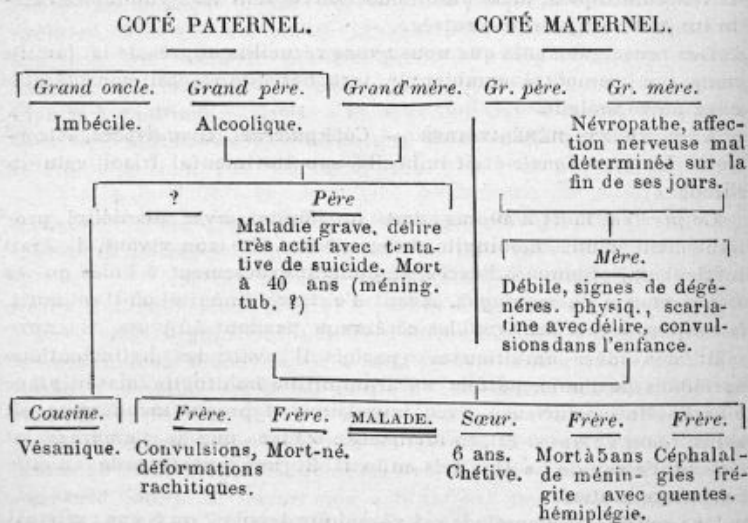 COTÉ PATERNEL. COTÉ MATERNEL.
Grand oncle. Grand père. Grand'mère. Gr. père. Gr. mère.
Imbécile.
Alcoolique.
Névropathe, affec-
tion nerveuse mal
déterminée sur la
fin de ses jours.
?
Père
Maladie grave, délire
très actif avec tenta-
tive de suicide. Mort
à 40 ans (méning.
tub. ?)
Mère.
Débile, signes de dégé-
néres. physiq., scarla-
tine avec délire, convul-
sions dans l'enfance.
Cousine. Frère. Frère. MALADE. Sœur. Frère. Frère.
Vésanique.
Convulsions,
déformations
rachitiques.
Mort-né.
6 ans.
Chétive.
Mort à 5 ans
de ménin-
gite avec
hémiplégie.
Céphalal-
gies fré-
quentes.